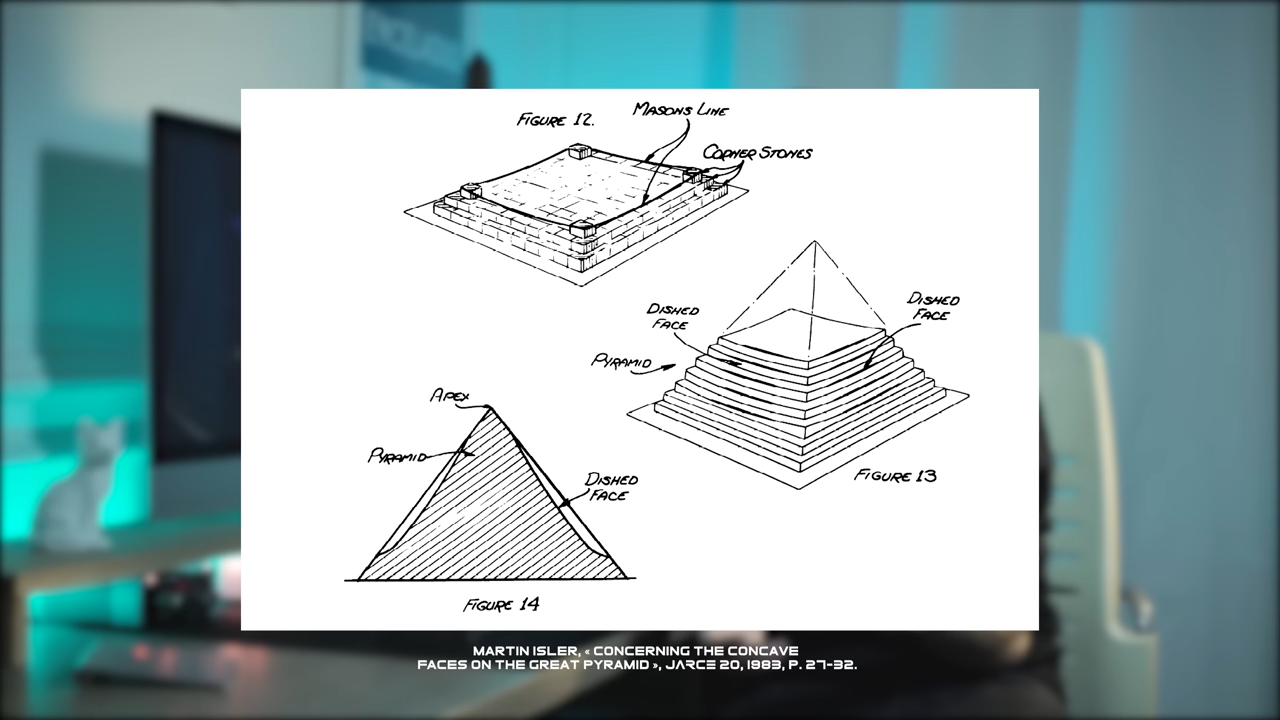 FIGURE 12.
MASONS LINE
CORNER STONES
DISHED
FACE
DISHED
FACE
PYRAMID
FIGURE 13
APEX
PYRAMID
DISHED
FACE
FIGURE 14
MARTIN ISLER, « CONCERNING THE CONCAVE
FACES ON THE GREAT PYRAMID », JARCE 20, 1983, P. 27-32.